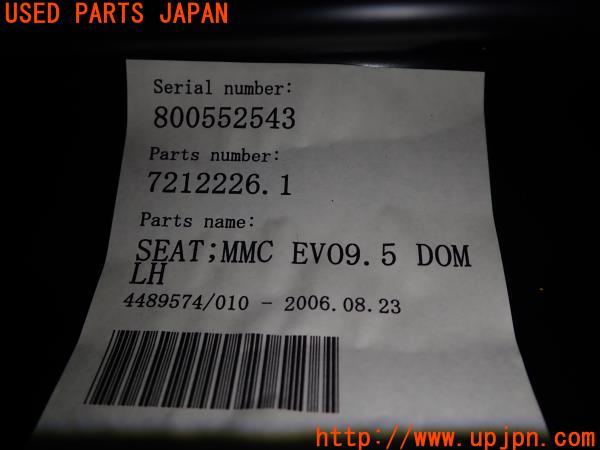 USED PARTS JAPAN
Serial number:
800552543
Parts number:
7212226.1
Parts name:
SEAT;MMC EVO9.5 DOM
LH
4489574/010 - 2006.08.23
http://www.upjpn.com